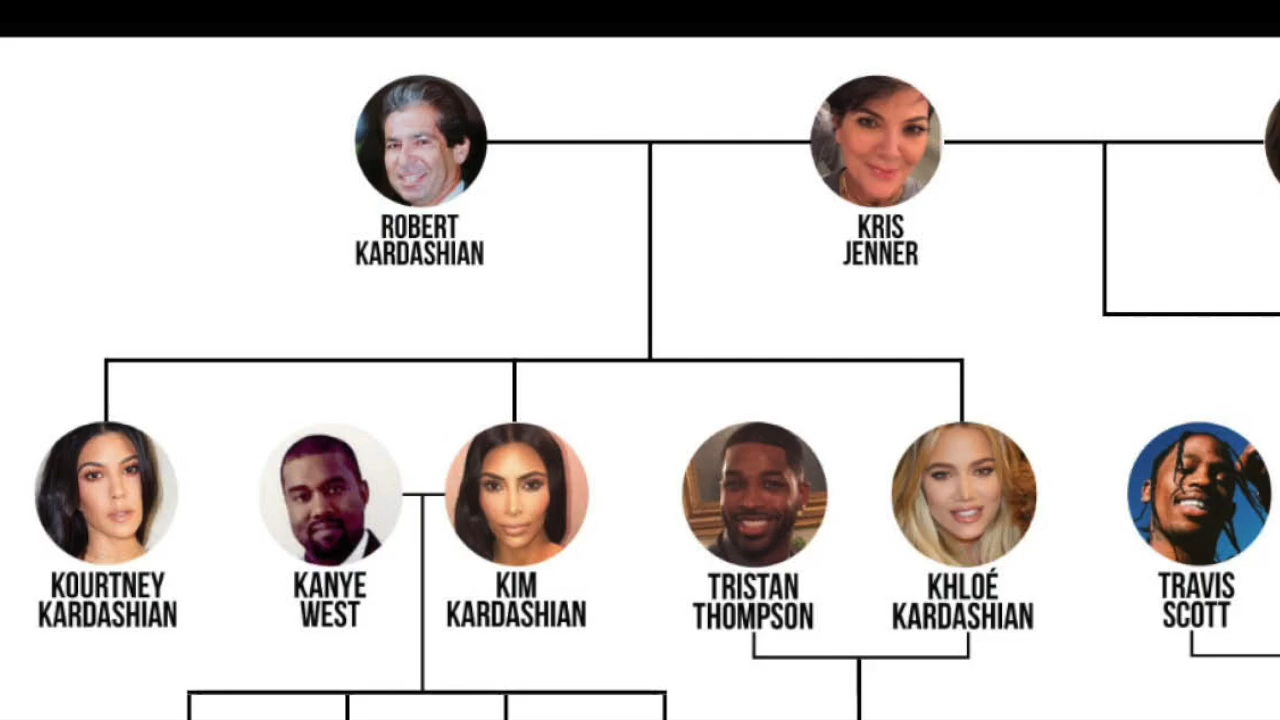 ROBERT
KARDASHIAN
KRIS
JENNER
KOURTNEY
KARDASHIAN
KANYE
WEST
KIM
KARDASHIAN
TRISTAN
THOMPSON
KHLOÉ
KARDASHIAN
TRAVIS
SCOTT